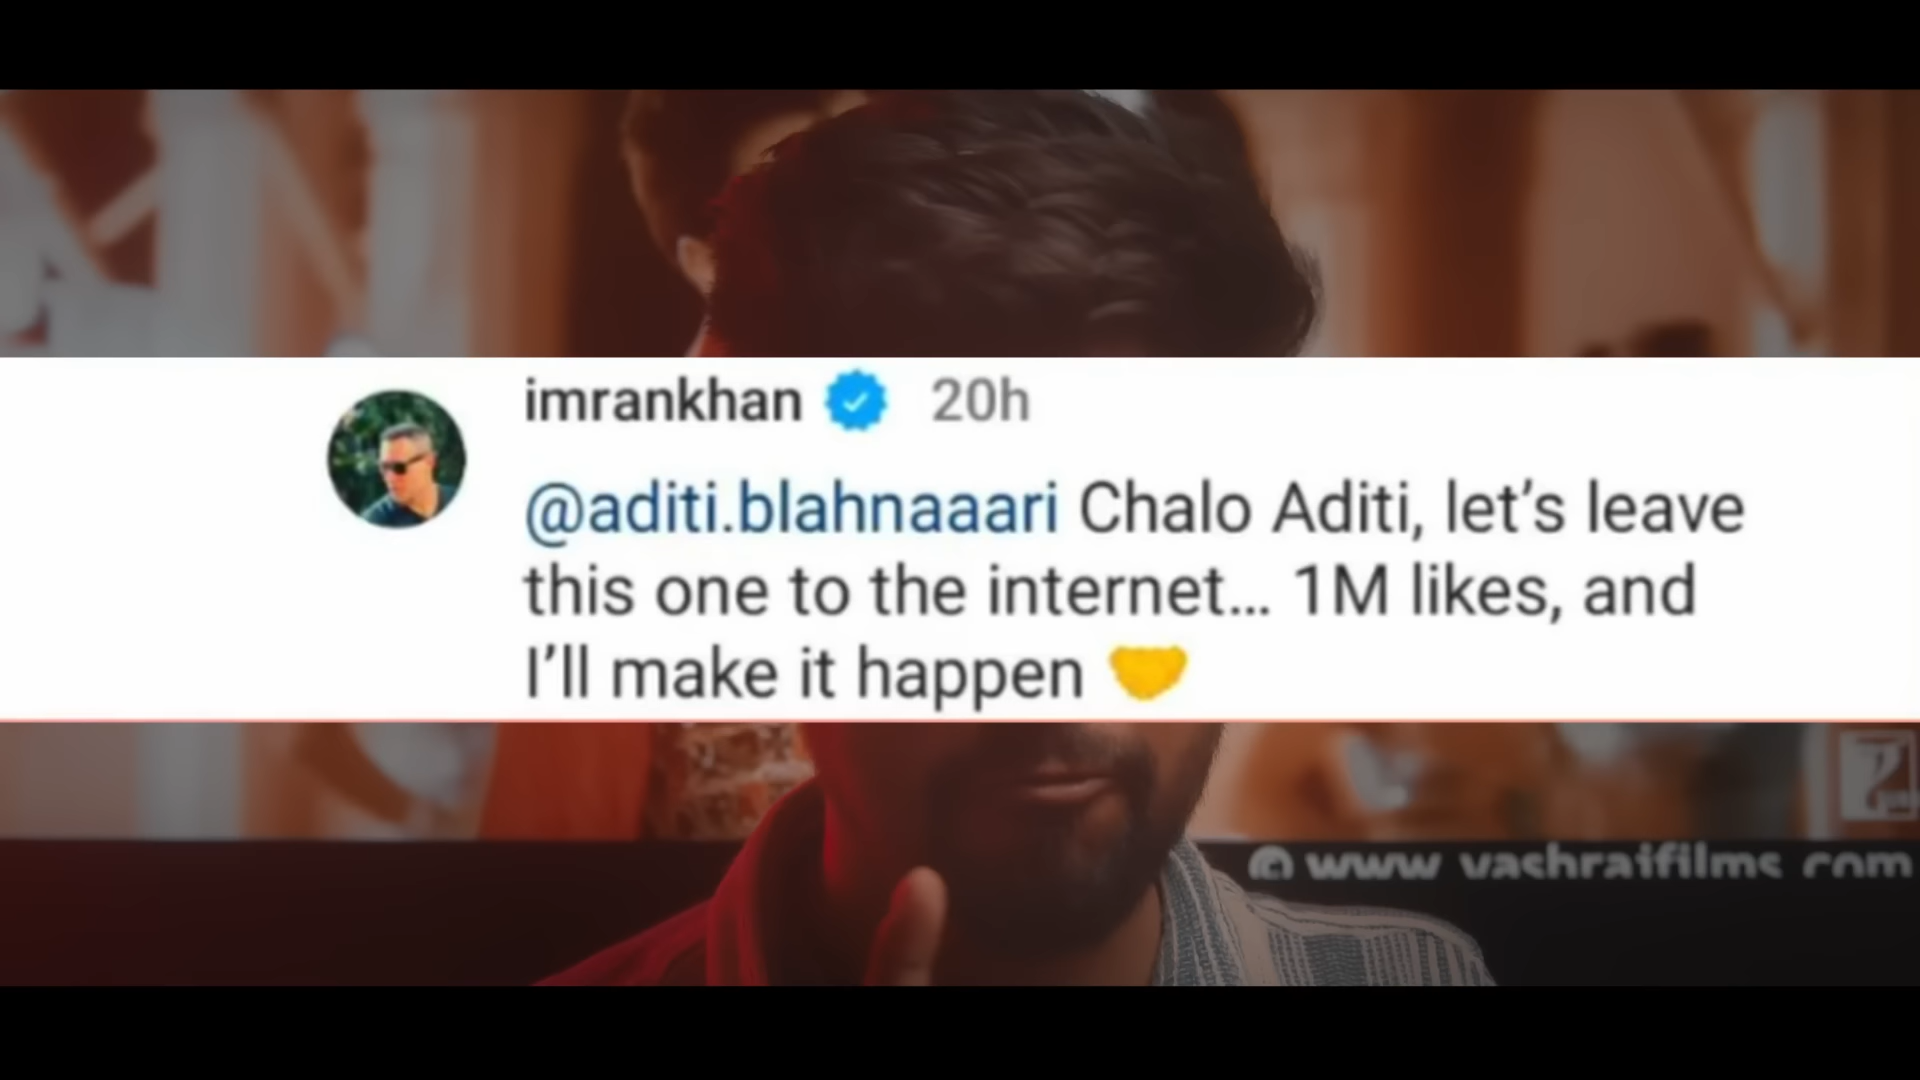 imrankhan 20h
@aditi.blahnaaari Chalo Aditi, let’s leave
this one to the internet... 1M likes, and
I’ll make it happen
© www yashrajfilms com